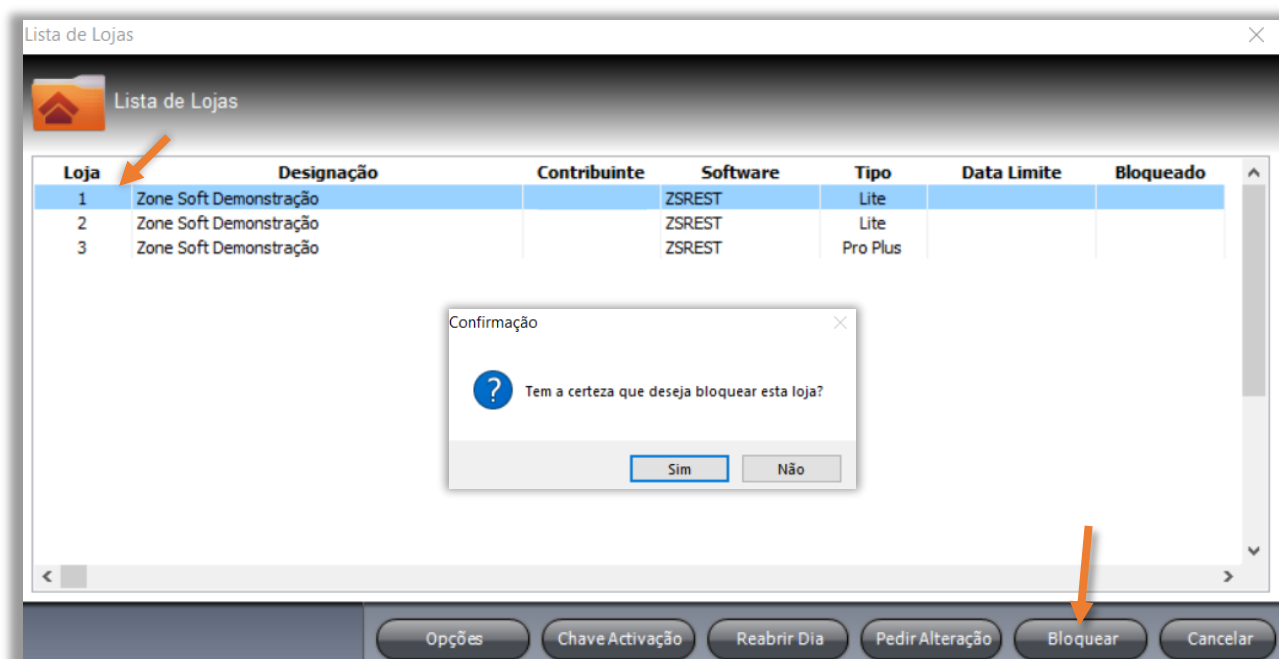 Lista de Lojas
Lista de Lojas
Loja Designação Contribuinte Software Tipo Data Limite Bloqueado
1 Zone Soft Demonstração ZSREST Lite
2 Zone Soft Demonstração ZSREST Lite
3 Zone Soft Demonstração ZSREST Pro Plus
Confirmação
Tem a certeza que deseja bloquear esta loja?
Sim Não
Opções Chave Activação Reabrir Dia Pedir Alteração Bloquear Cancelar